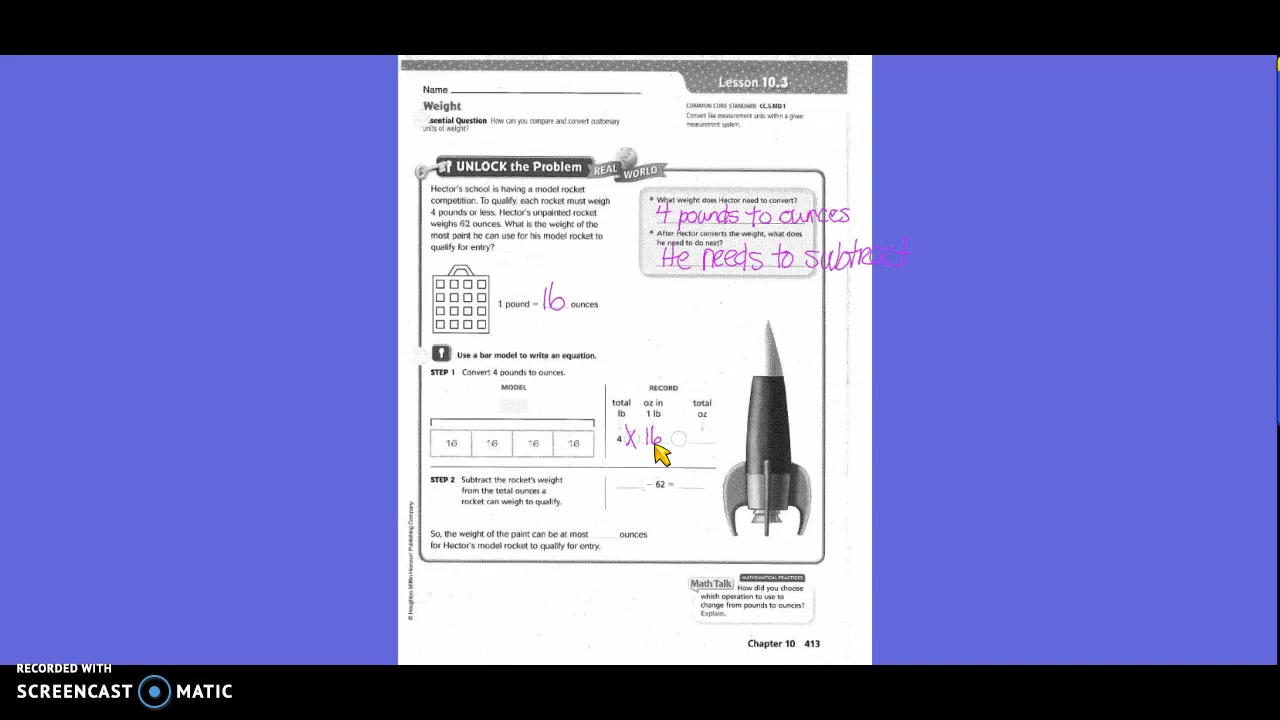 Lesson 10.3
Name
Weight
COMMON CORE STANDARD CC.5.MD.1
Convert like measurement units within a given
measurement system.
sential Question How can you compare and convert customary
units of weight?
UNLOCK the Problem REAL WORLD
Hector's school is having a model rocket
competition. To qualify, each rocket must weigh
4 pounds or less. Hector's unpainted rocket
weighs 62 ounces. What is the weight of the
most paint he can use for his model rocket to
qualify for entry?
• What weight does Hector need to convert?
4 pounds to ounces
• After Hector converts the weight, what does
he need to do next?
He needs to subtract
1 pound = 16 ounces
Use a bar model to write an equation.
STEP 1 Convert 4 pounds to ounces.
MODEL
16 16 16 16
RECORD
total oz in total
lb 1 lb oz
4 X 16
STEP 2 Subtract the rocket's weight
from the total ounces a
rocket can weigh to qualify.
____ − 62 = ____
So, the weight of the paint can be at most ____ ounces
for Hector's model rocket to qualify for entry.
Math Talk MATHEMATICAL PRACTICES
How did you choose
which operation to use to
change from pounds to ounces?
Explain.
© Houghton Mifflin Harcourt Publishing Company
Chapter 10 413
RECORDED WITH
SCREENCAST MATIC